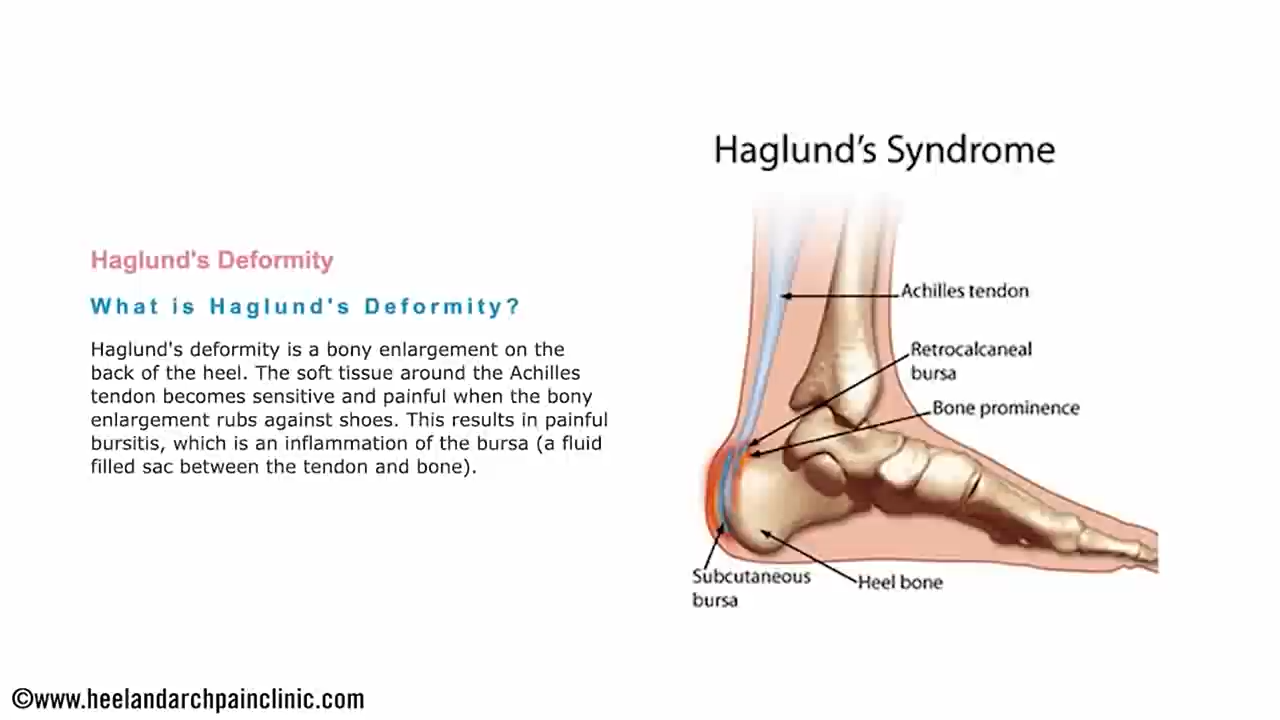 Haglund's Syndrome
Haglund's Deformity
What is Haglund's Deformity?
Haglund's deformity is a bony enlargement on the
back of the heel. The soft tissue around the Achilles
tendon becomes sensitive and painful when the bony
enlargement rubs against shoes. This results in painful
bursitis, which is an inflammation of the bursa (a fluid
filled sac between the tendon and bone).
Achilles tendon
Retrocalcaneal
bursa
Bone prominence
Subcutaneous
bursa
Heel bone
©www.heelandarchpainclinic.com